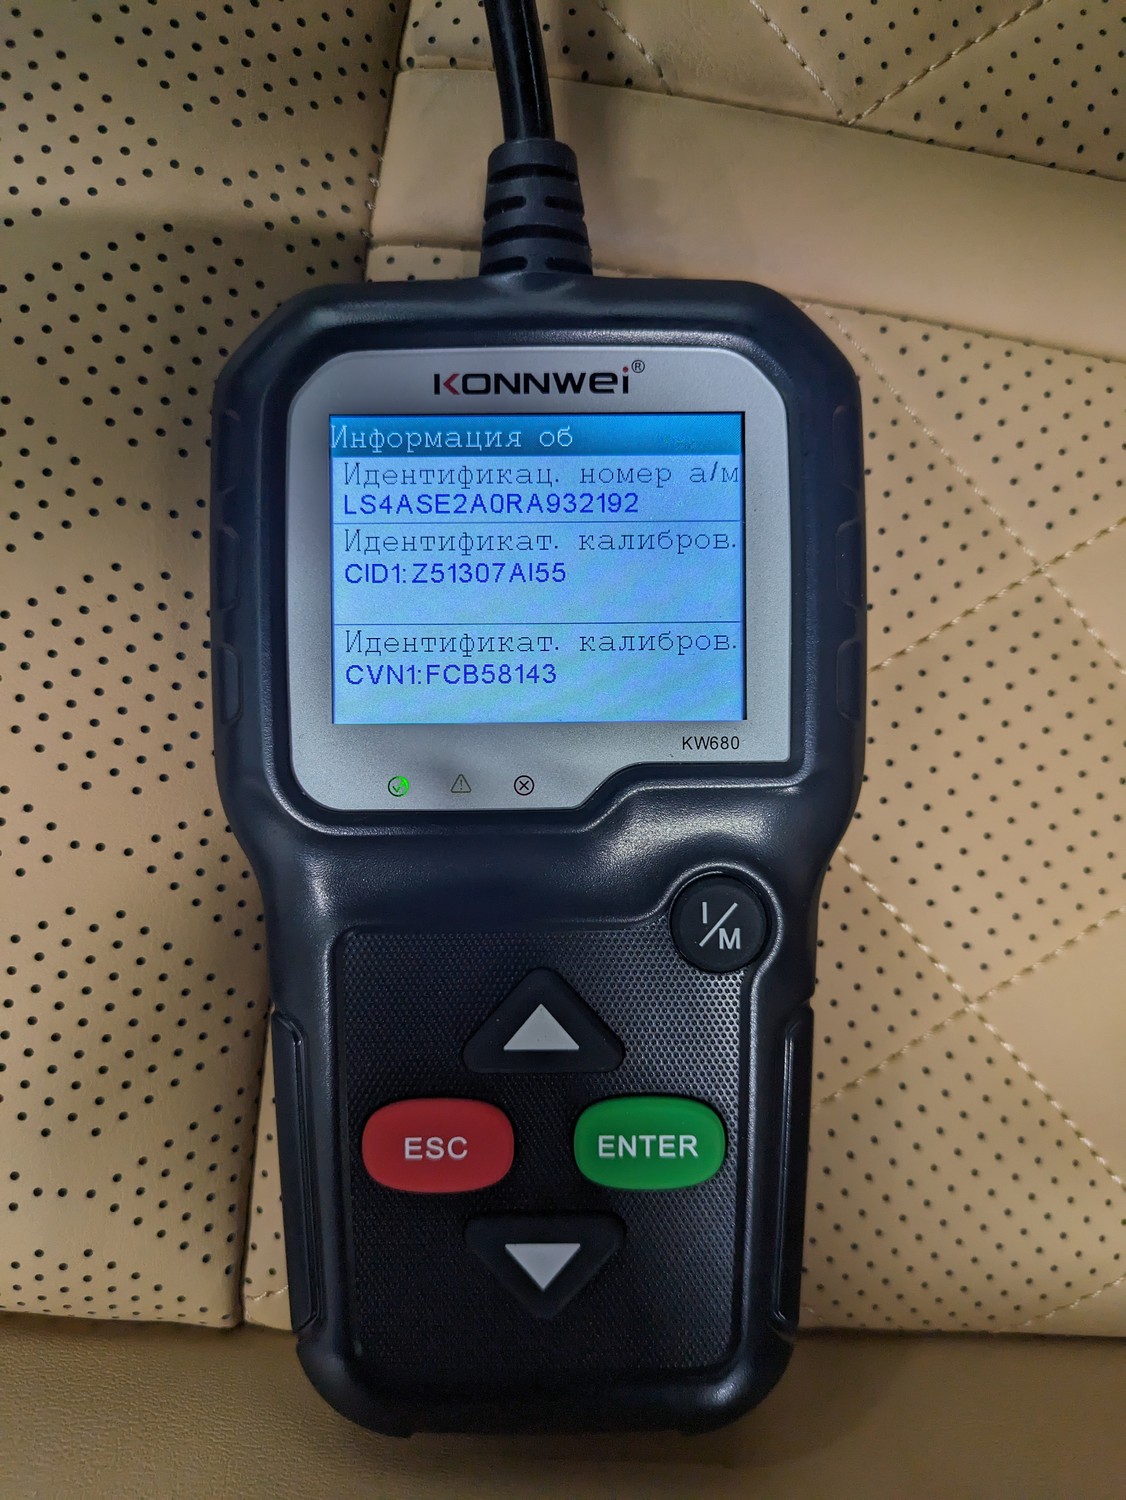 KONNWEI®
Информация об
Идентификац. номер а/м
LS4ASE2A0RA932192
Идентификат. калибров.
CID1:Z51307AI55
Идентификат. калибров.
CVN1:FCB58143
KW680
I/M
ESC
ENTER